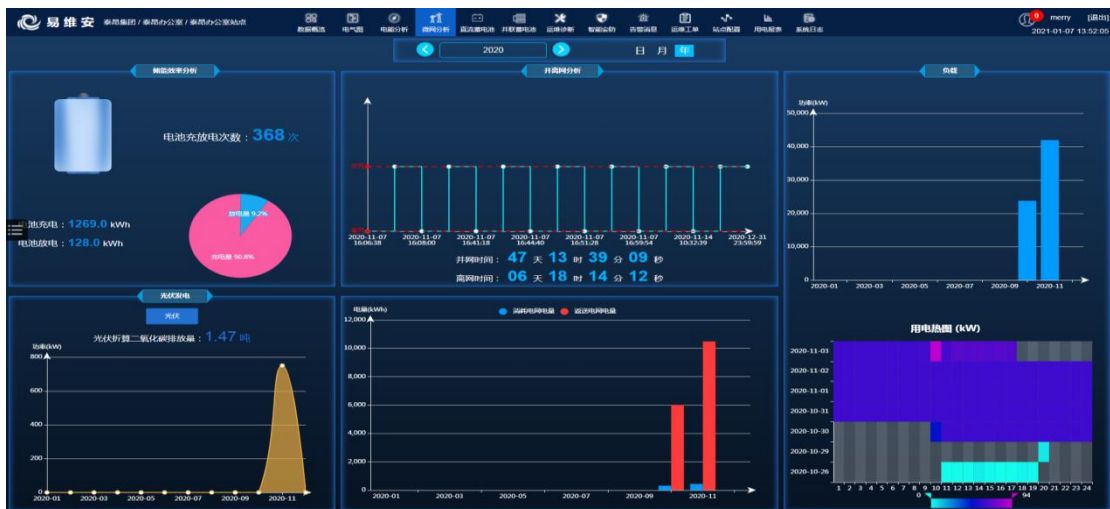 易维安 泰昂集团 / 泰昂办公室 / 泰昂办公室站点
数据概览 电气图 电能分析 微网分析 直流蓄电池 并联蓄电池 运维诊断 智能安防 告警消息 运维工单 站点配置 用电报表 系统日志
0 merry [退出]
2021-01-07 13:52:05
2020 日 月 年
储能效率分析
电池充放电次数：368 次
放电量 9.2%
充电量 90.8%
电池充电：1269.0 kWh
电池放电：128.0 kWh
并离网分析
2020-11-07 2020-11-07 2020-11-07 2020-11-07 2020-11-07 2020-11-07 2020-11-14 2020-12-31
16:06:38 16:08:00 16:41:18 16:44:40 16:51:28 16:59:54 10:32:39 23:59:59
并网时间： 47 天 13 时 39 分 09 秒
离网时间： 06 天 18 时 14 分 12 秒
负载
功率(kW)
50,000
40,000
30,000
20,000
10,000
0
2020-01 2020-03 2020-05 2020-07 2020-09 2020-11
光伏发电
光伏
光伏折算二氧化碳排放量：1.47 吨
功率(kW)
800
600
400
200
0
2020-01 2020-03 2020-05 2020-07 2020-09 2020-11
电量(kWh)
消耗电网电量 返送电网电量
12,000
10,000
8,000
6,000
4,000
2,000
0
2020-01 2020-03 2020-05 2020-07 2020-09 2020-11
用电热图 (kW)
2020-11-03
2020-11-02
2020-11-01
2020-10-31
2020-10-30
2020-10-29
2020-10-26
1 2 3 4 5 6 7 8 9 10 11 12 13 14 15 16 17 18 19 20 21 22 23 24
0 94